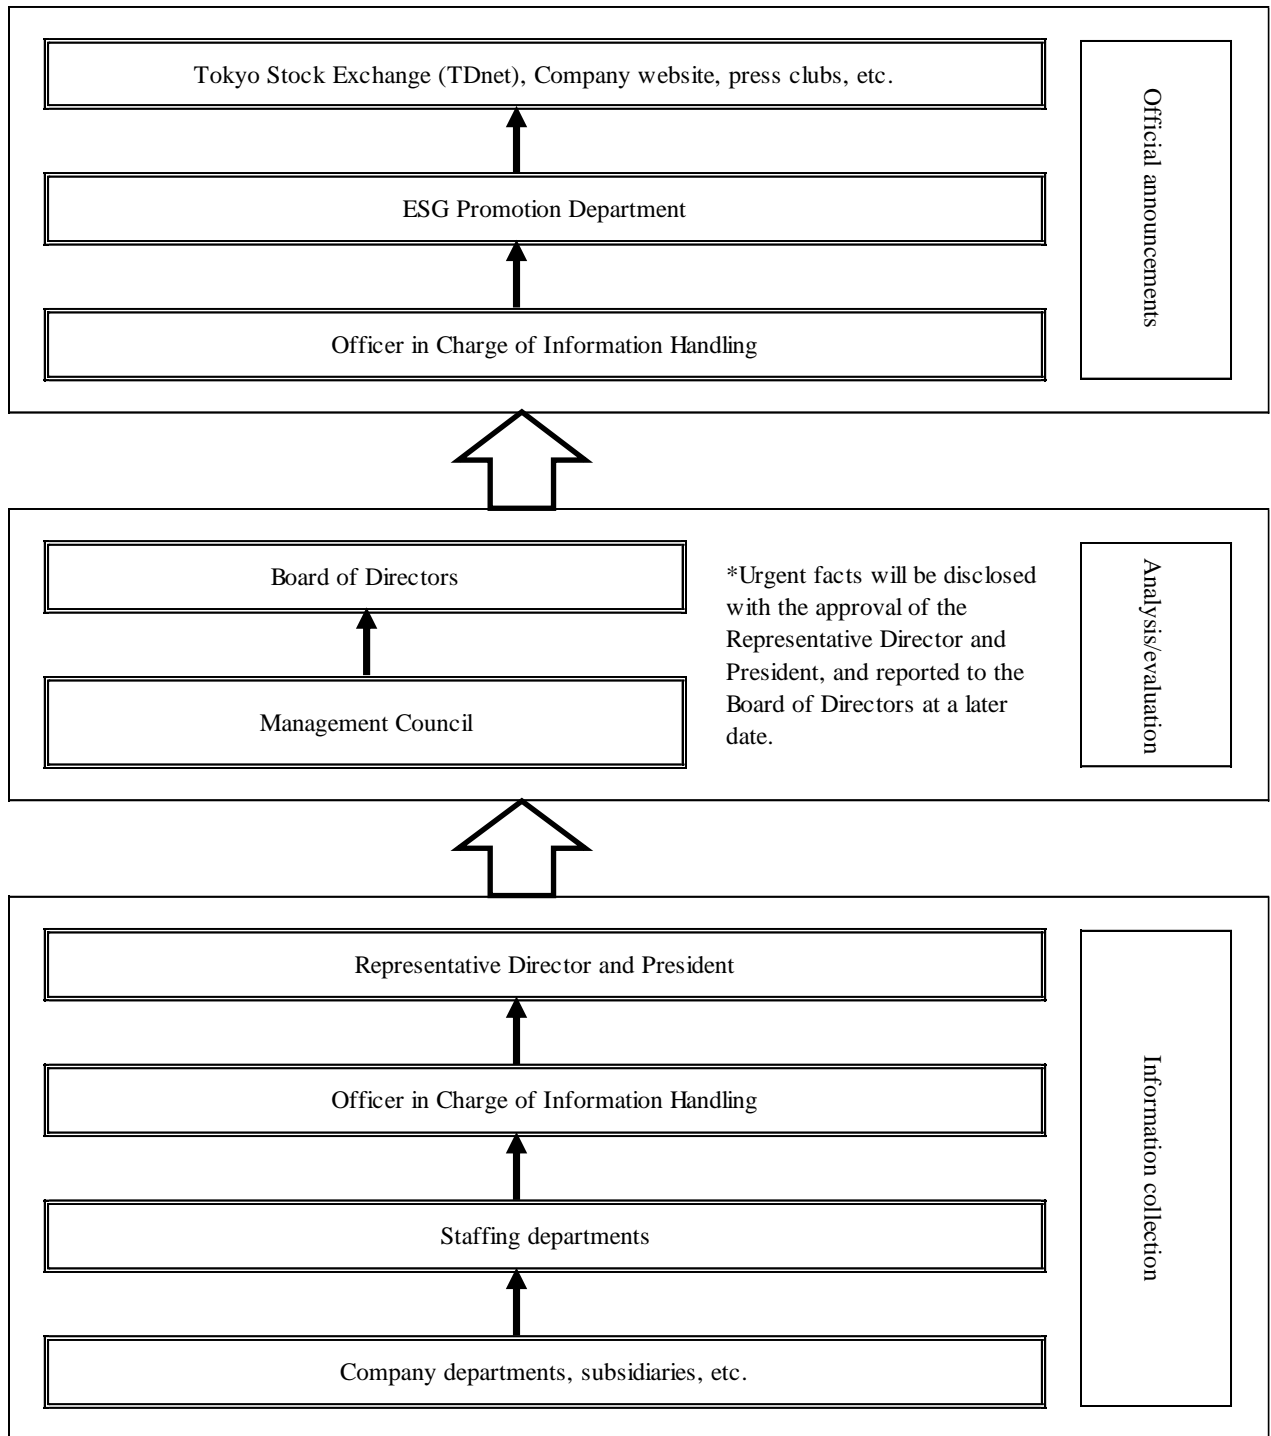 Tokyo Stock Exchange (TDnet), Company website, press clubs, etc.
ESG Promotion Department
Officer in Charge of Information Handling
Official announcements
Board of Directors
Management Council
*Urgent facts will be disclosed
with the approval of the
Representative Director and
President, and reported to the
Board of Directors at a later
date.
Analysis/evaluation
Representative Director and President
Officer in Charge of Information Handling
Staffing departments
Company departments, subsidiaries, etc.
Information collection